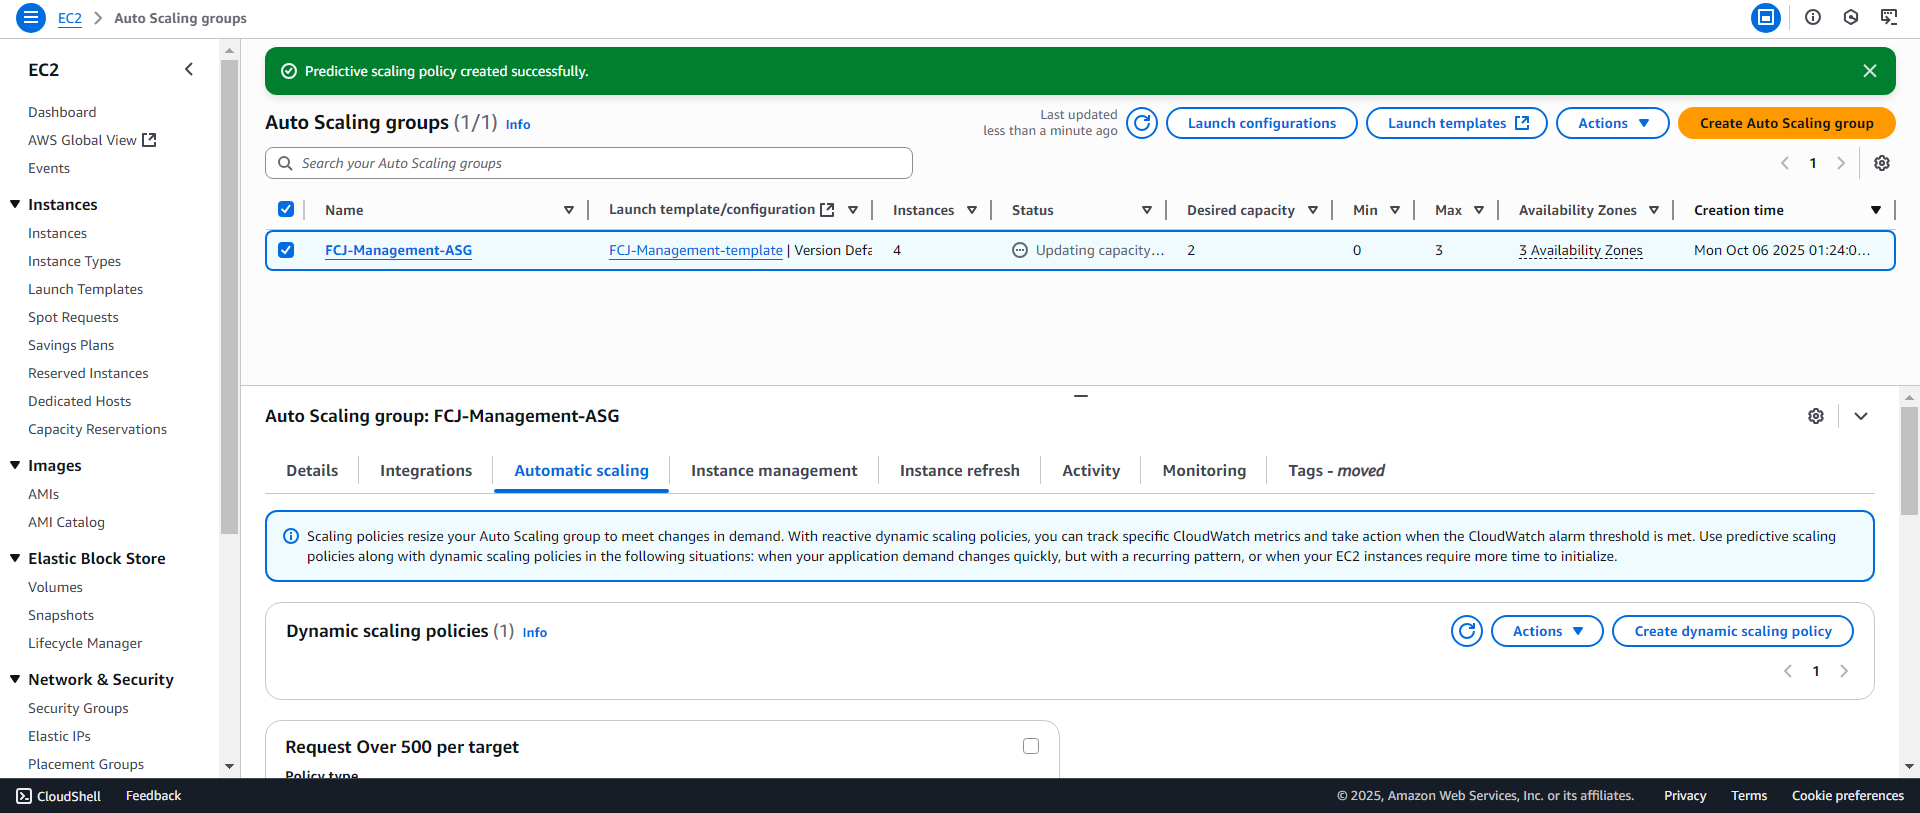 EC2 > Auto Scaling groups
EC2
Dashboard
AWS Global View
Events
Instances
Instances
Instance Types
Launch Templates
Spot Requests
Savings Plans
Reserved Instances
Dedicated Hosts
Capacity Reservations
Images
AMIs
AMI Catalog
Elastic Block Store
Volumes
Snapshots
Lifecycle Manager
Network & Security
Security Groups
Elastic IPs
Placement Groups
Predictive scaling policy created successfully.
Auto Scaling groups (1/1) Info
Last updated
less than a minute ago
Launch configurations
Launch templates
Actions
Create Auto Scaling group
Search your Auto Scaling groups
1
Name Launch template/configuration Instances Status Desired capacity Min Max Availability Zones Creation time
FCJ-Management-ASG FCJ-Management-template | Version Defa 4 Updating capacity... 2 0 3 3 Availability Zones Mon Oct 06 2025 01:24:0...
Auto Scaling group: FCJ-Management-ASG
Details Integrations Automatic scaling Instance management Instance refresh Activity Monitoring Tags - moved
Scaling policies resize your Auto Scaling group to meet changes in demand. With reactive dynamic scaling policies, you can track specific CloudWatch metrics and take action when the CloudWatch alarm threshold is met. Use predictive scaling
policies along with dynamic scaling policies in the following situations: when your application demand changes quickly, but with a recurring pattern, or when your EC2 instances require more time to initialize.
Dynamic scaling policies (1) Info
Actions
Create dynamic scaling policy
1
Request Over 500 per target
Policy type
CloudShell Feedback © 2025, Amazon Web Services, Inc. or its affiliates. Privacy Terms Cookie preferences